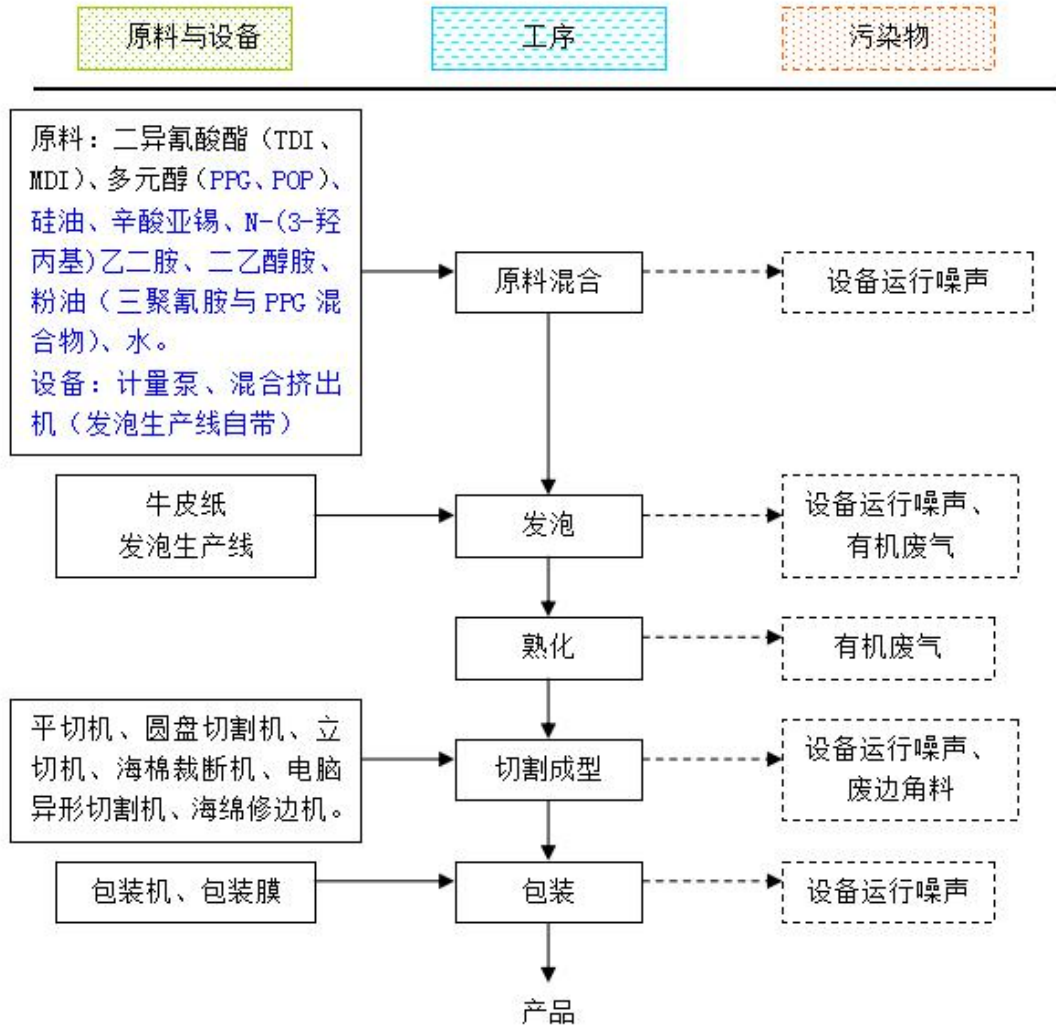 原料与设备
工序
污染物
原料：二异氰酸酯（TDI、
MDI）、多元醇（PPG、POP）、
硅油、辛酸亚锡、N-(3-羟
丙基)乙二胺、二乙醇胺、
粉油（三聚氰胺与 PPG 混
合物）、水。
设备：计量泵、混合挤出
机（发泡生产线自带）
原料混合
设备运行噪声
牛皮纸
发泡生产线
发泡
设备运行噪声、
有机废气
熟化
有机废气
平切机、圆盘切割机、立
切机、海棉裁断机、电脑
异形切割机、海绵修边机。
切割成型
设备运行噪声、
废边角料
包装机、包装膜
包装
设备运行噪声
产品